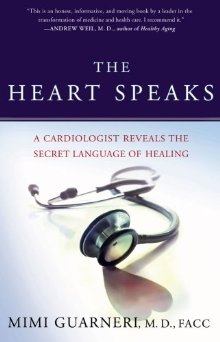 "This is an honest, informative, and moving book by a leader in the
transformation of medicine and health care. I recommend it."
—ANDREW WEIL, M. D., author of Healthy Aging
THE
HEART SPEAKS
A CARDIOLOGIST REVEALS THE
SECRET LANGUAGE OF HEALING
MIMI GUARNERI, M.D., FACC